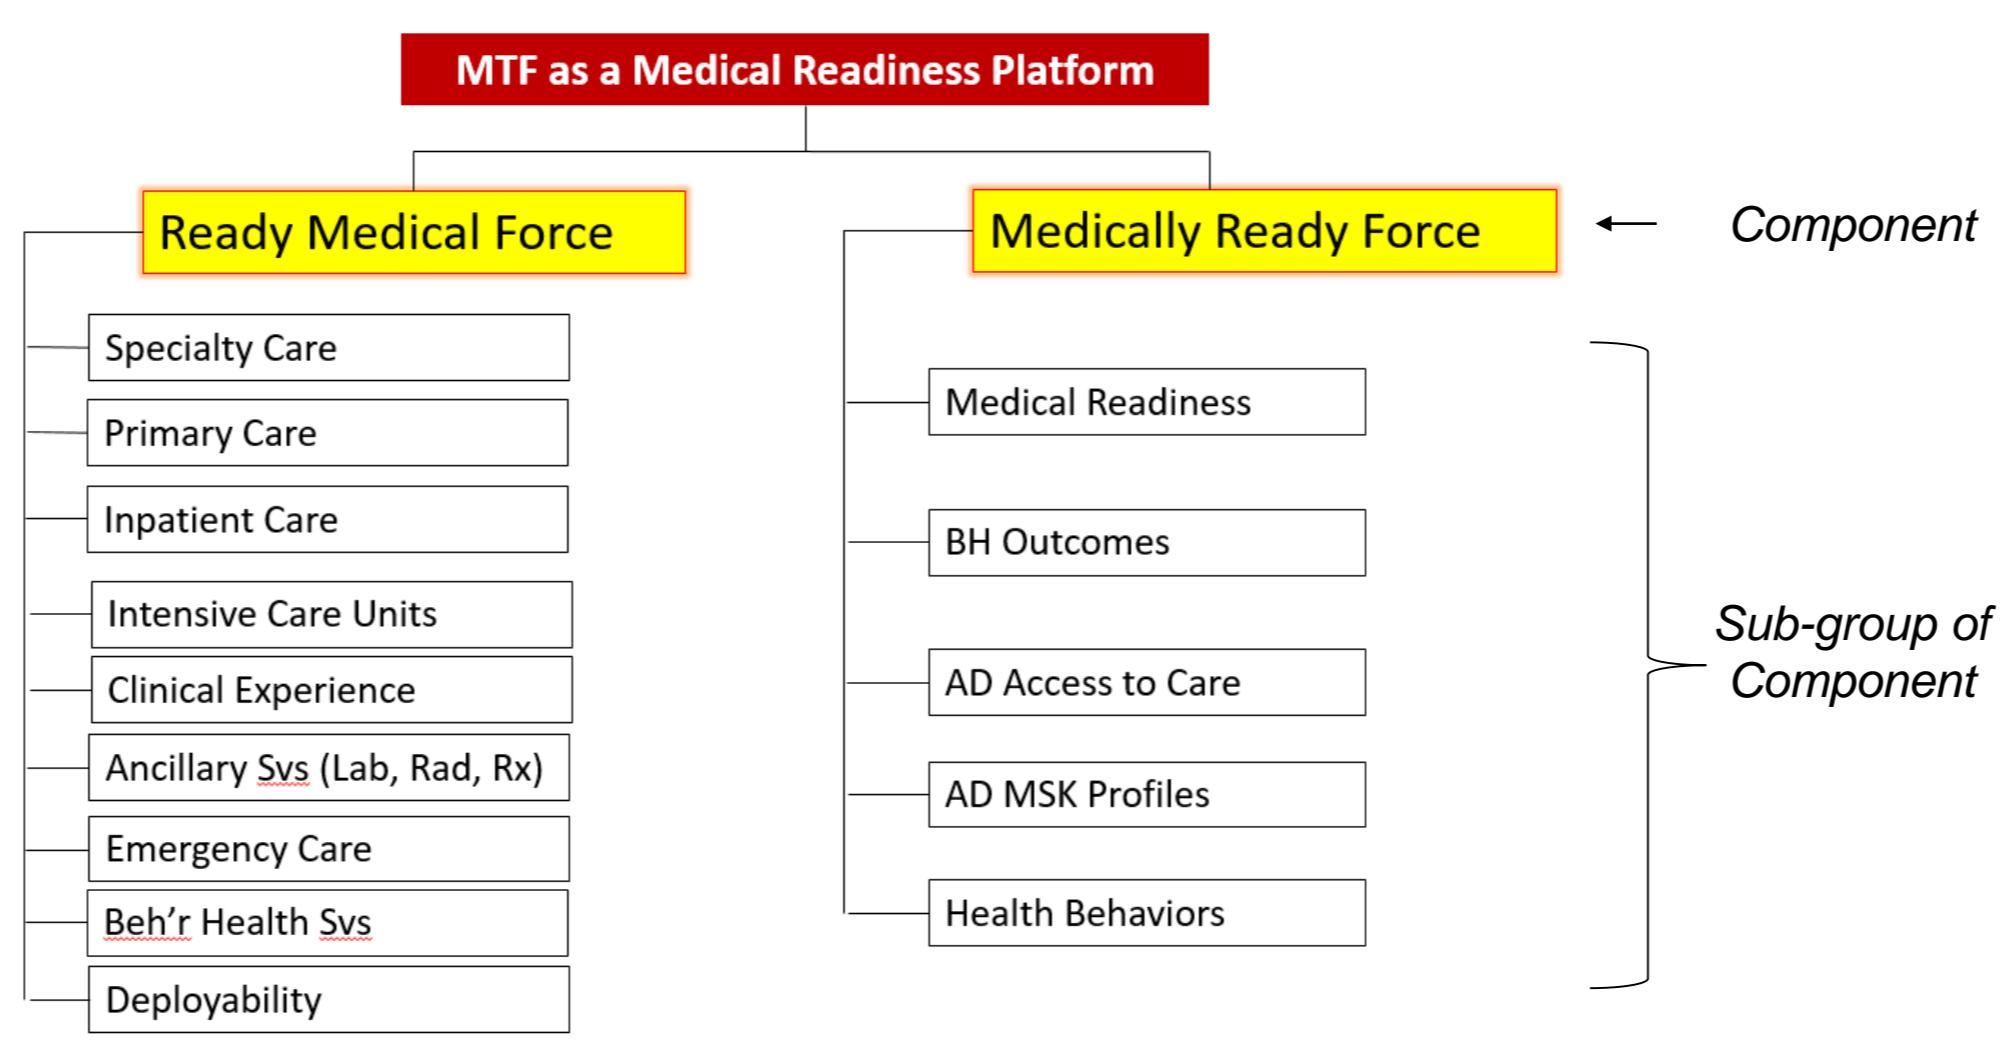 MTF as a Medical Readiness Platform
Ready Medical Force
Medically Ready Force
Component
Specialty Care
Primary Care
Inpatient Care
Intensive Care Units
Clinical Experience
Ancillary Svs (Lab, Rad, Rx)
Emergency Care
Beh’r Health Svs
Deployability
Medical Readiness
BH Outcomes
AD Access to Care
AD MSK Profiles
Health Behaviors
Sub-group of
Component